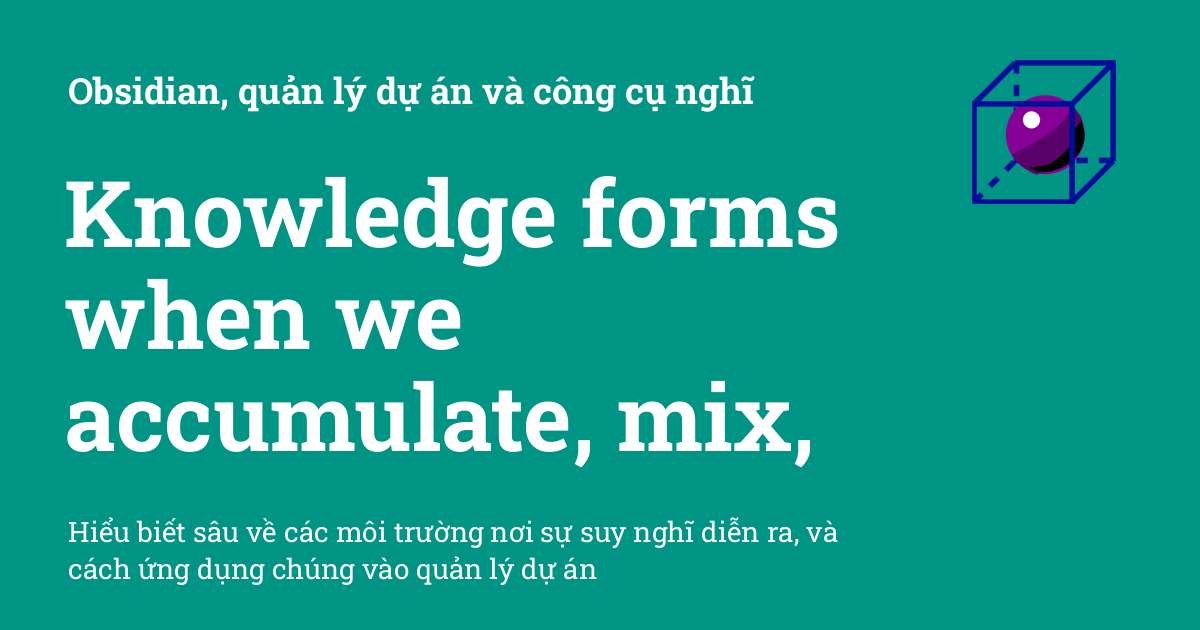 Obsidian, quản lý dự án và công cụ nghĩ
Knowledge forms
when we
accumulate, mix,
Hiểu biết sâu về các môi trường nơi sự suy nghĩ diễn ra, và
cách ứng dụng chúng vào quản lý dự án